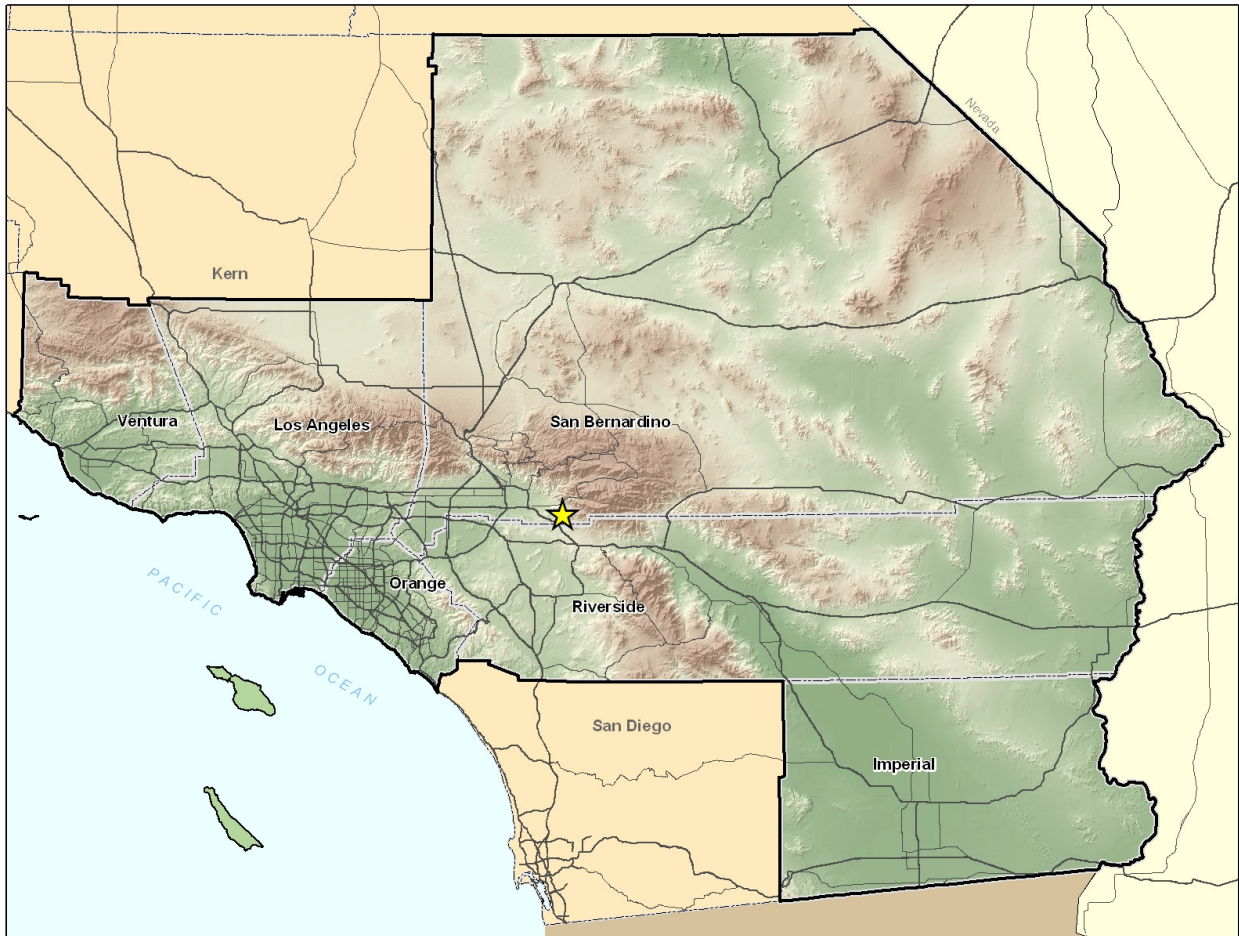 Nevada
Kern
Ventura
Los Angeles
San Bernardino
Orange
Riverside
PACIFIC
OCEAN
San Diego
Imperial